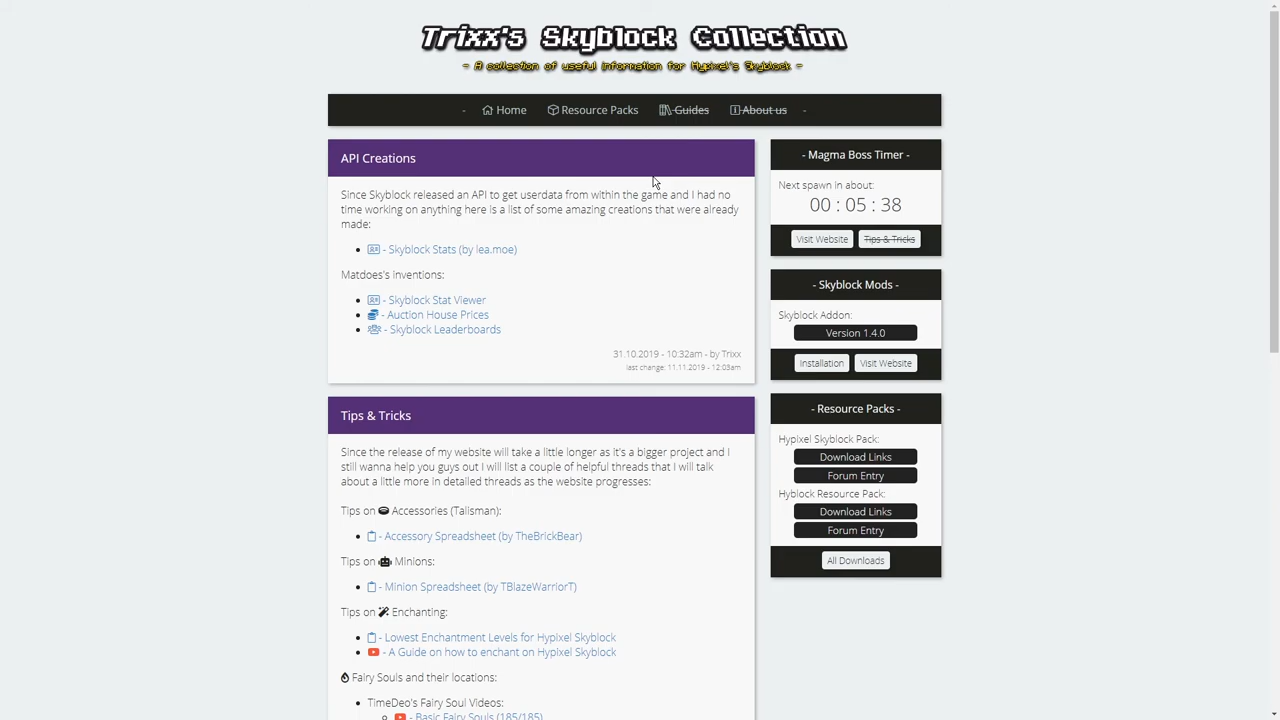 Trixx's Skyblock Collection
- A collection of useful information for Hypixel's Skyblock -
- Home Resource Packs Guides About us -
API Creations
Since Skyblock released an API to get userdata from within the game and I had no
time working on anything here is a list of some amazing creations that were already
made:
- Skyblock Stats (by lea.moe)
Matdoes's inventions:
- Skyblock Stat Viewer
- Auction House Prices
- Skyblock Leaderboards
31.10.2019 - 10:32am - by Trixx
last change: 11.11.2019 - 12:03am
Tips & Tricks
Since the release of my website will take a little longer as it's a bigger project and I
still wanna help you guys out I will list a couple of helpful threads that I will talk
about a little more in detailed threads as the website progresses:
Tips on Accessories (Talisman):
- Accessory Spreadsheet (by TheBrickBear)
Tips on Minions:
- Minion Spreadsheet (by TBlazeWarriorT)
Tips on Enchanting:
- Lowest Enchantment Levels for Hypixel Skyblock
- A Guide on how to enchant on Hypixel Skyblock
Fairy Souls and their locations:
TimeDeo's Fairy Soul Videos:
- Basic Fairy Souls (185/185)
- Magma Boss Timer -
Next spawn in about:
00 : 05 : 38
Visit Website Tips & Tricks
- Skyblock Mods -
Skyblock Addon:
Version 1.4.0
Installation Visit Website
- Resource Packs -
Hypixel Skyblock Pack:
Download Links
Forum Entry
Hyblock Resource Pack:
Download Links
Forum Entry
All Downloads